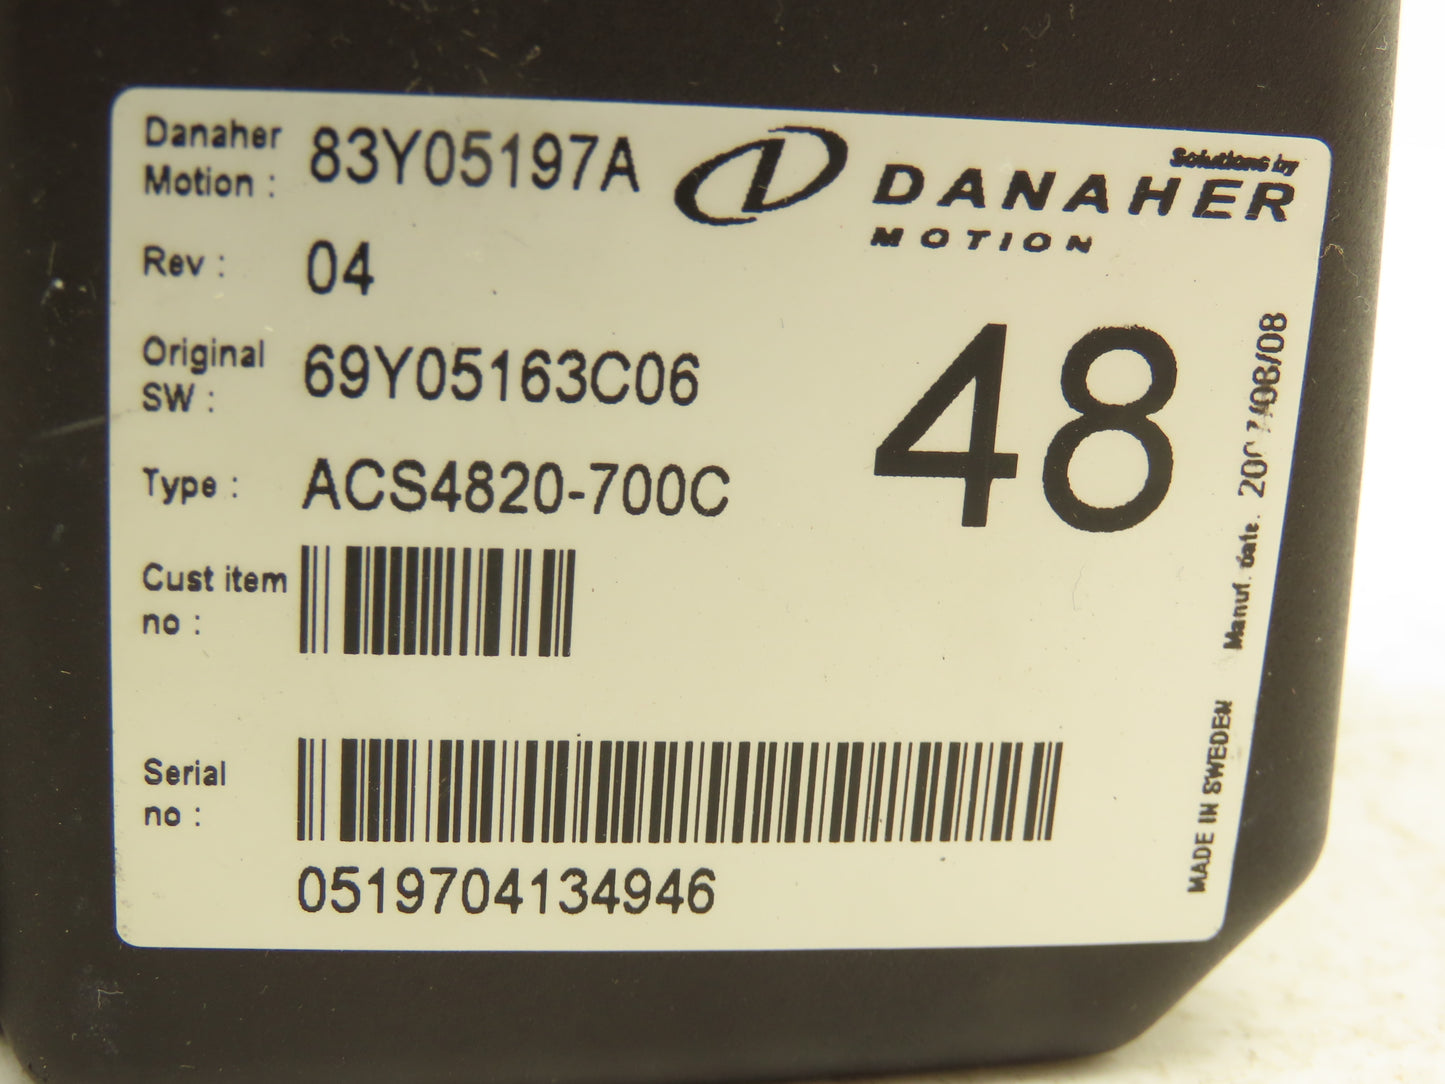 Danaher
Motion : 83Y05197A
Solutions by
DANAHER
MOTION
Rev : 04
Original
SW : 69Y05163C06
48
Type : ACS4820-700C
Cust item
no :
Serial
no :
0519704134946
Manuf. date.
MADE IN SWEDEN